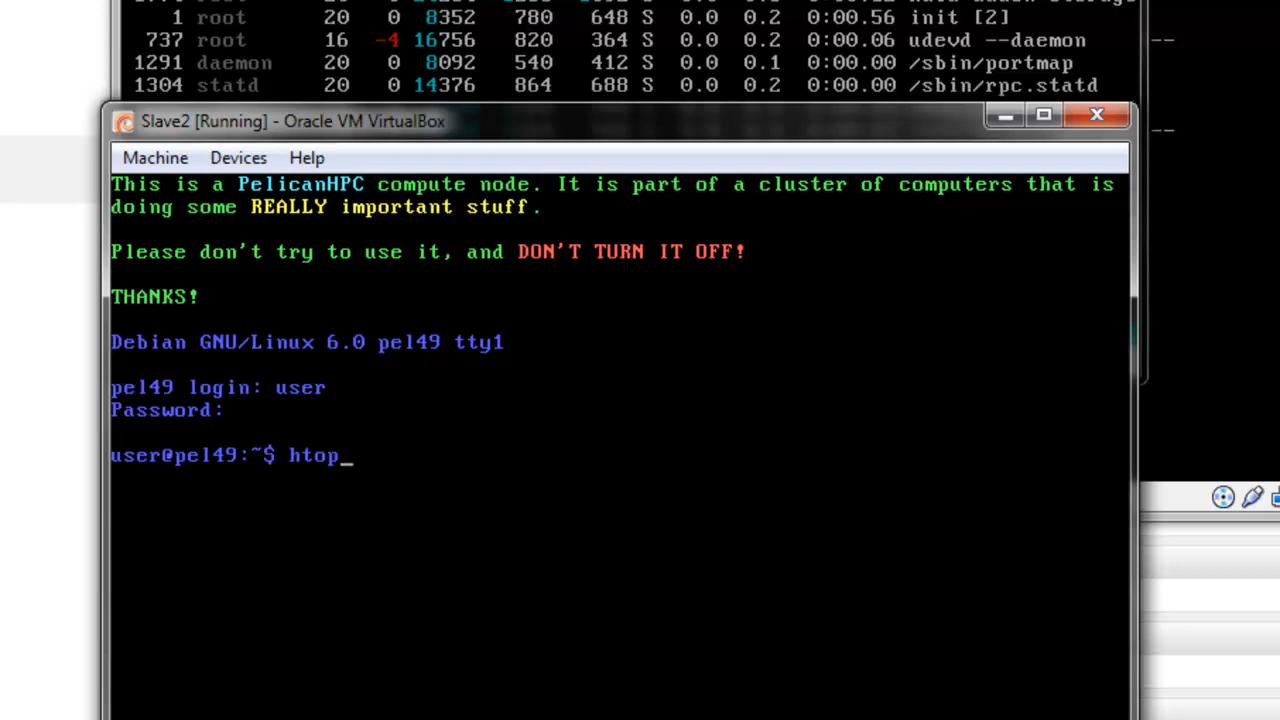 1 root 20 0 8352 780 648 S 0.0 0.2 0:00.56 init [2]
737 root 16 -4 16756 820 364 S 0.0 0.2 0:00.06 udevd --daemon
1291 daemon 20 0 8092 540 412 S 0.0 0.1 0:00.00 /sbin/portmap
1304 statd 20 0 14376 864 688 S 0.0 0.2 0:00.00 /sbin/rpc.statd
Slave2 [Running] - Oracle VM VirtualBox
Machine Devices Help
This is a PelicanHPC compute node. It is part of a cluster of computers that is
doing some REALLY important stuff.
Please don't try to use it, and DON'T TURN IT OFF!
THANKS!
Debian GNU/Linux 6.0 pel49 tty1
pel49 login: user
Password:
user@pel49:~$ htop_